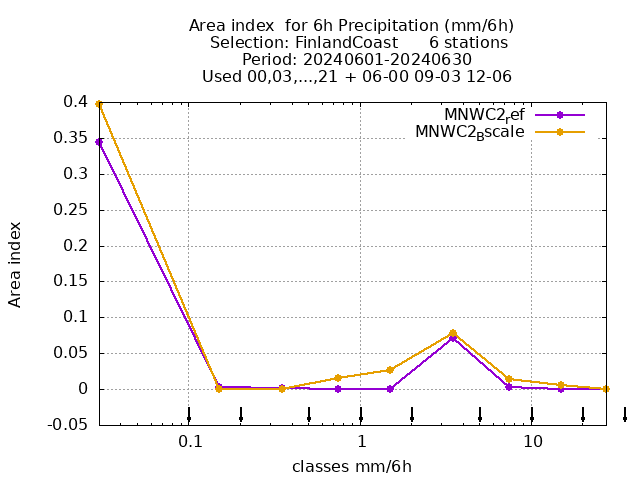 Area index  for 6h Precipitation (mm/6h)
Selection: FinlandCoast      6 stations
Period: 20240601-20240630
Used 00,03,...,21 + 06-00 09-03 12-06
MNWC2ref
MNWC2Bscale
0.4
0.35
0.3
0.25
0.2
0.15
0.1
0.05
0
-0.05
Area index
0.1 1 10
classes mm/6h